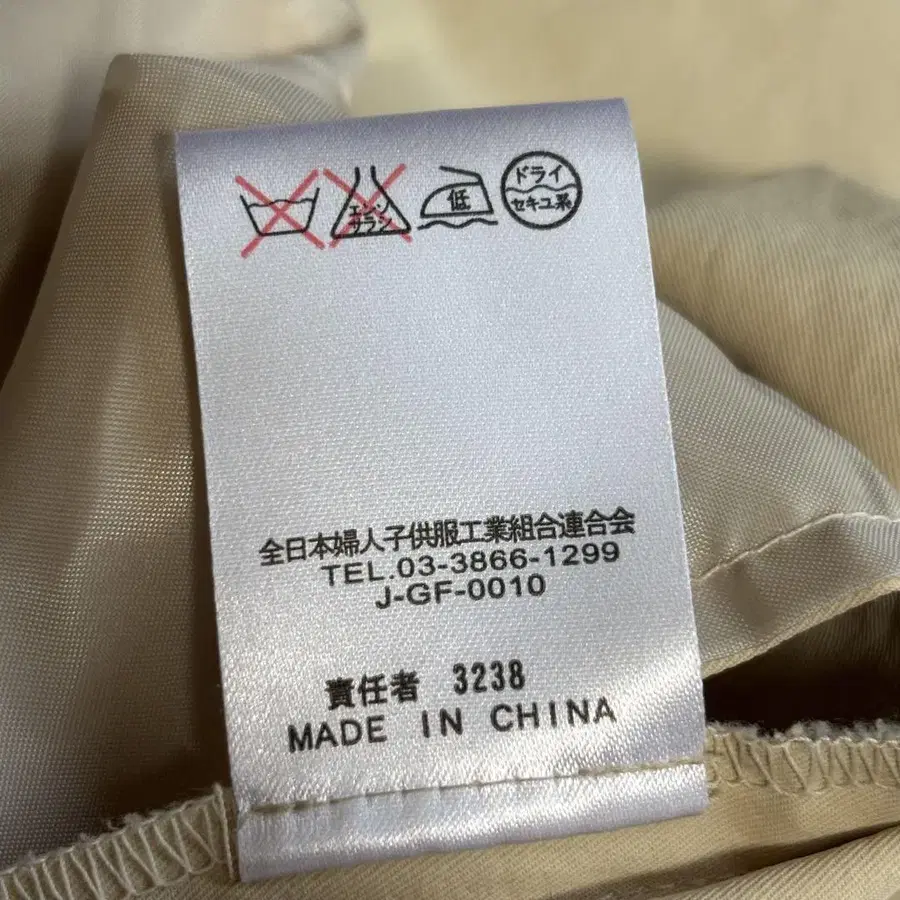 エンソ
サラシ
低
ドライ
セキユ系
全日本婦人子供服工業組合連合会
TEL.03-3866-1299
J-GF-0010
責任者 3238
MADE IN CHINA